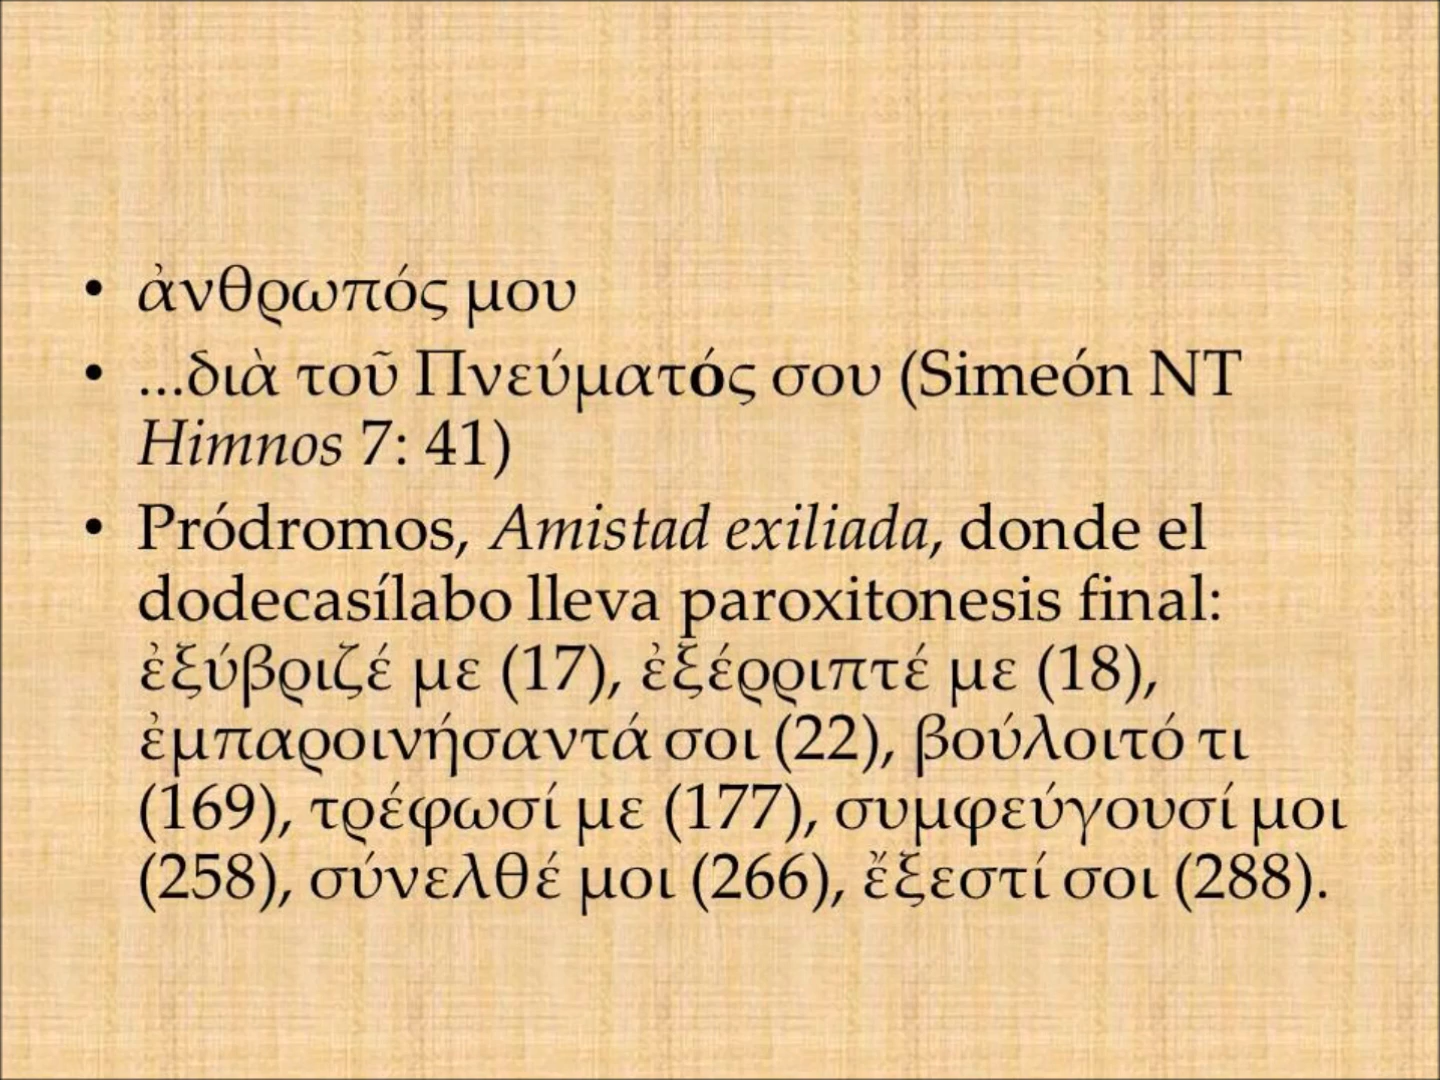 • ἀνθρωπός μου
• ...διὰ τοῦ Πνεύματός σου (Simeón NT
Himnos 7: 41)
• Pródromos, Amistad exiliada, donde el
dodecasílabo lleva paroxitonesis final:
ἐξύβριζέ με (17), ἐξέρριπτέ με (18),
ἐμπαροινήσαντά σοι (22), βούλοιτό τι
(169), τρέφωσί με (177), συμφεύγουσί μοι
(258), σύνελθέ μοι (266), ἔξεστί σοι (288).